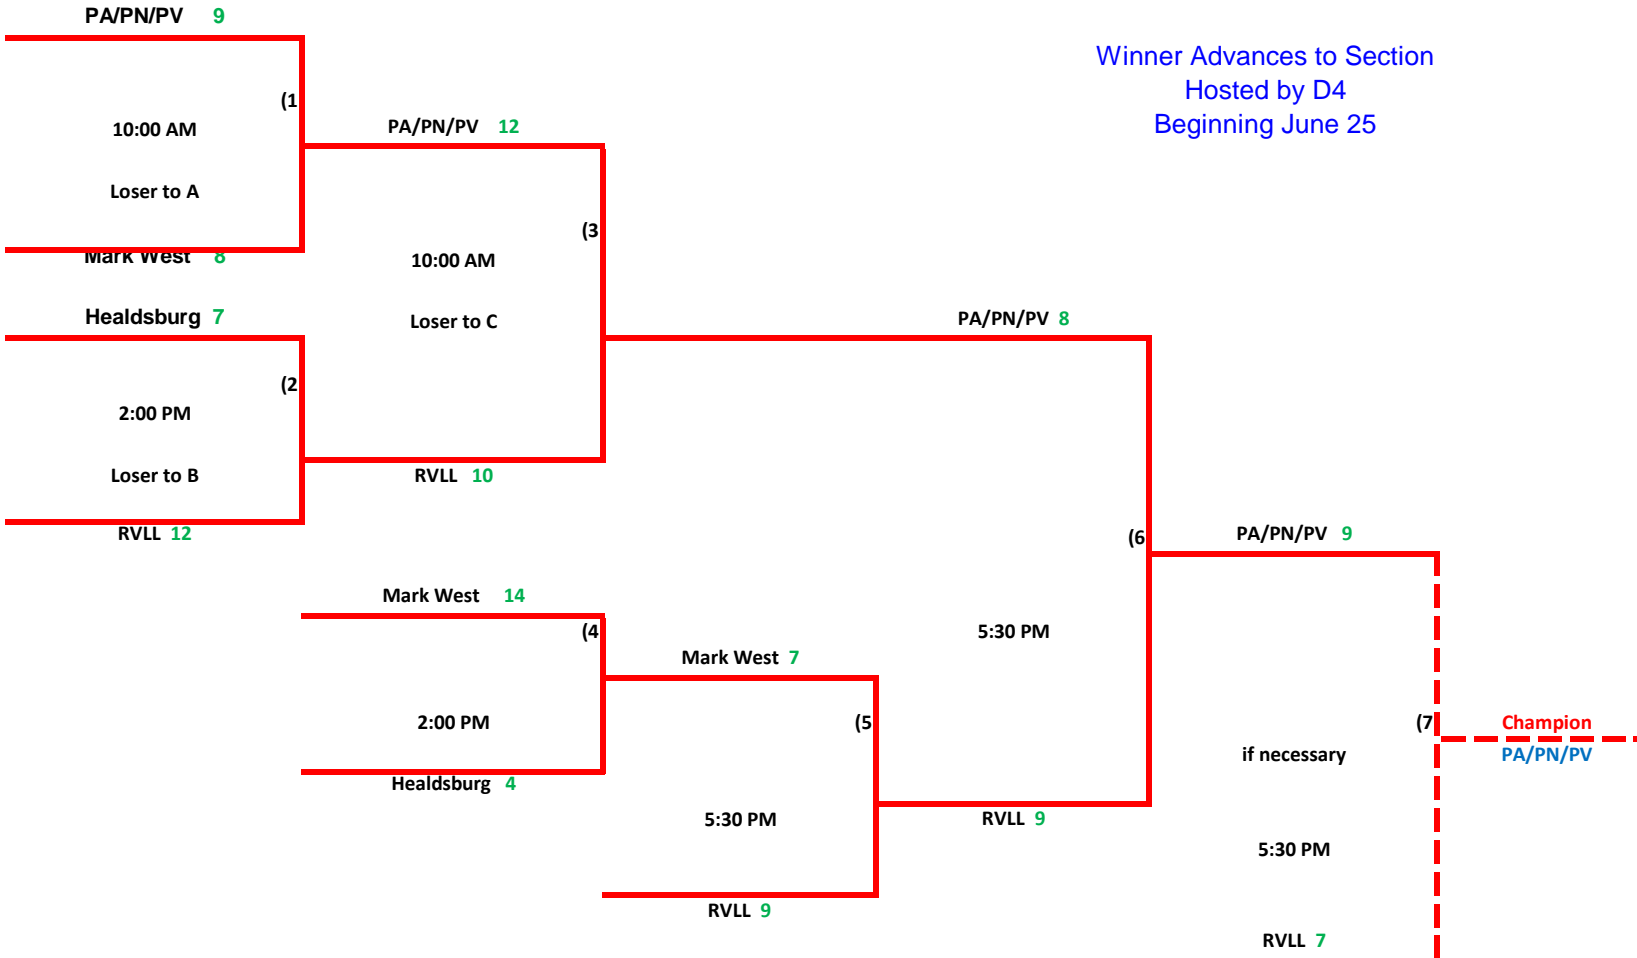 PA/PN/PV 9
Winner Advances to Section
Hosted by D4
Beginning June 25
(1
10:00 AM
PA/PN/PV 12
Loser to A
(3
Mark West 8
10:00 AM
Healdsburg 7
Loser to C
PA/PN/PV 8
(2
2:00 PM
Loser to B
RVLL 10
RVLL 12
(6
PA/PN/PV 9
Mark West 14
(4
5:30 PM
Mark West 7
2:00 PM
(5
(7
Champion
if necessary
PA/PN/PV
Healdsburg 4
5:30 PM
RVLL 9
5:30 PM
RVLL 9
RVLL 7